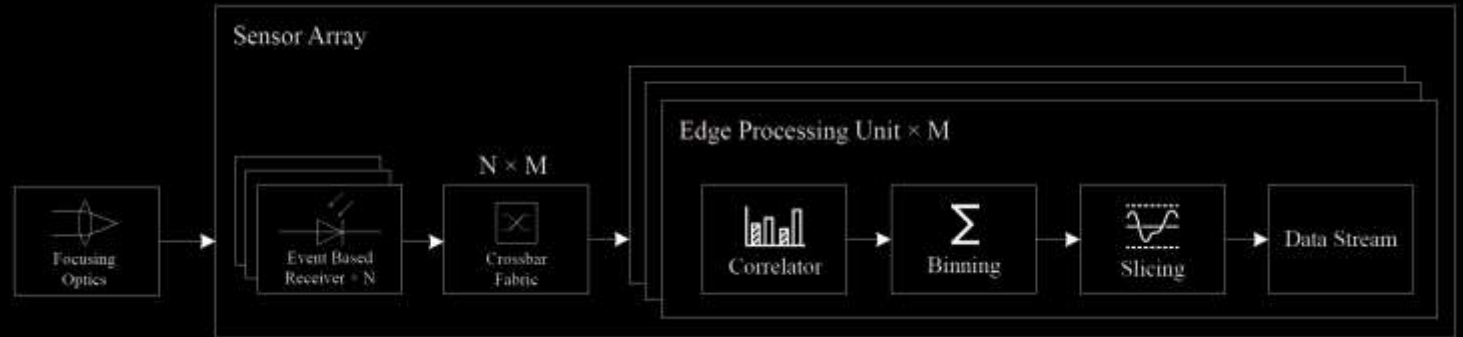 Sensor Array
Edge Processing Unit × M
N × M
Focusing
Optics
Event Based
Receiver × N
Crossbar
Fabric
Correlator
Binning
Slicing
Data Stream